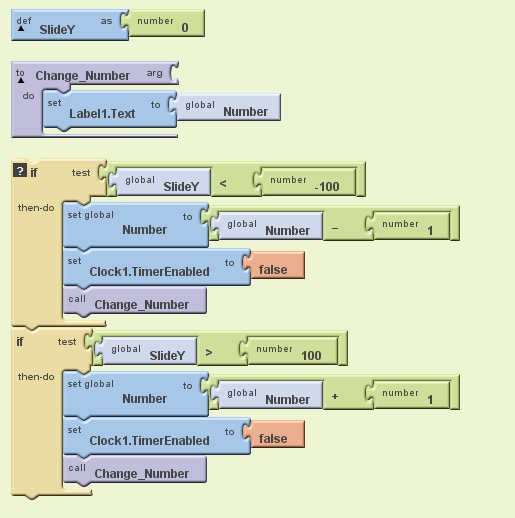 def SlideY as number 0
to Change_Number arg
do set Label1.Text to global Number
? if test global SlideY < number -100
then-do set global Number to global Number - number 1
set Clock1.TimerEnabled to false
call Change_Number
if test global SlideY > number 100
then-do set global Number to global Number + number 1
set Clock1.TimerEnabled to false
call Change_Number